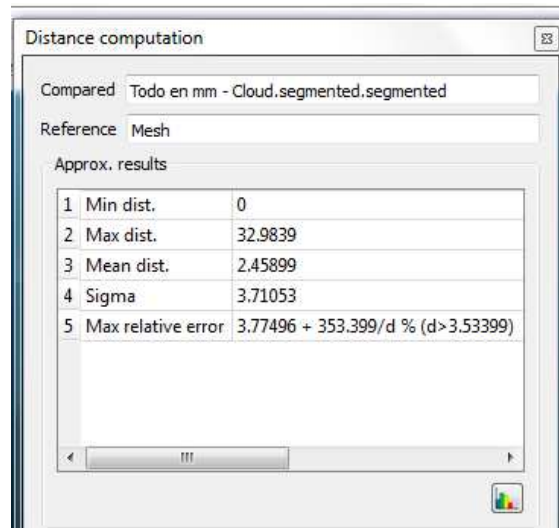 Distance computation
Compared Todo en mm - Cloud.segmented.segmented
Reference Mesh
Approx. results
1 Min dist. 0
2 Max dist. 32.9839
3 Mean dist. 2.45899
4 Sigma 3.71053
5 Max relative error 3.77496 + 353.399/d % (d>3.53399)